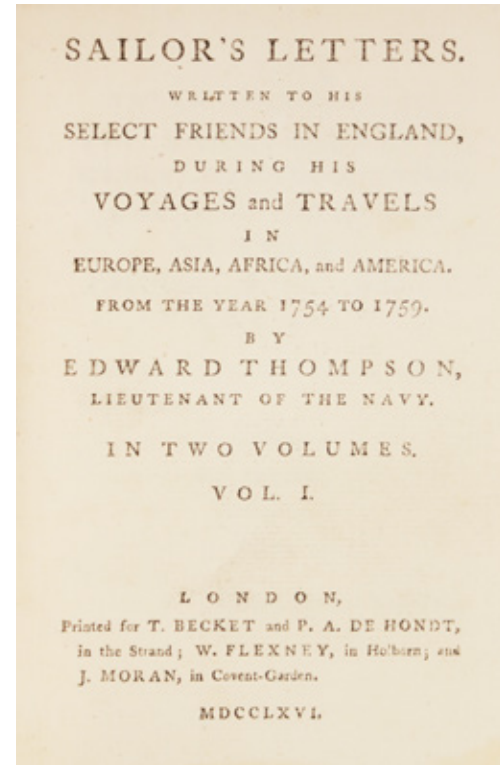 SAILOR'S LETTERS.
WRITTEN TO HIS
SELECT FRIENDS IN ENGLAND,
DURING HIS
VOYAGES and TRAVELS
IN
EUROPE, ASIA, AFRICA, and AMERICA.
FROM THE YEAR 1754 TO 1759.
BY
EDWARD THOMPSON,
LIEUTENANT OF THE NAVY.
IN TWO VOLUMES.
VOL. I.
LONDON,
Printed for T. BECKET and P. A. DE HONDT,
in the Strand; W. FLEXNEY, in Holborn; and
J. MORAN, in Covent-Garden.
MDCCLXVI.